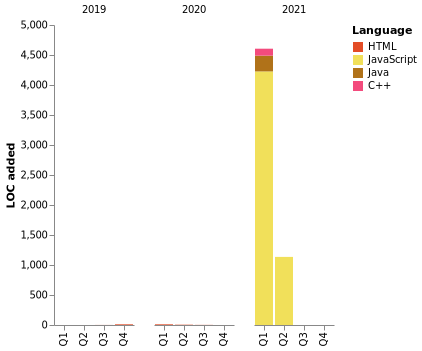 2019 2020 2021
Language
HTML
JavaScript
Java
C++
LOC added
5,000
4,500
4,000
3,500
3,000
2,500
2,000
1,500
1,000
500
0
Q1 Q2 Q3 Q4 Q1 Q2 Q3 Q4 Q1 Q2 Q3 Q4